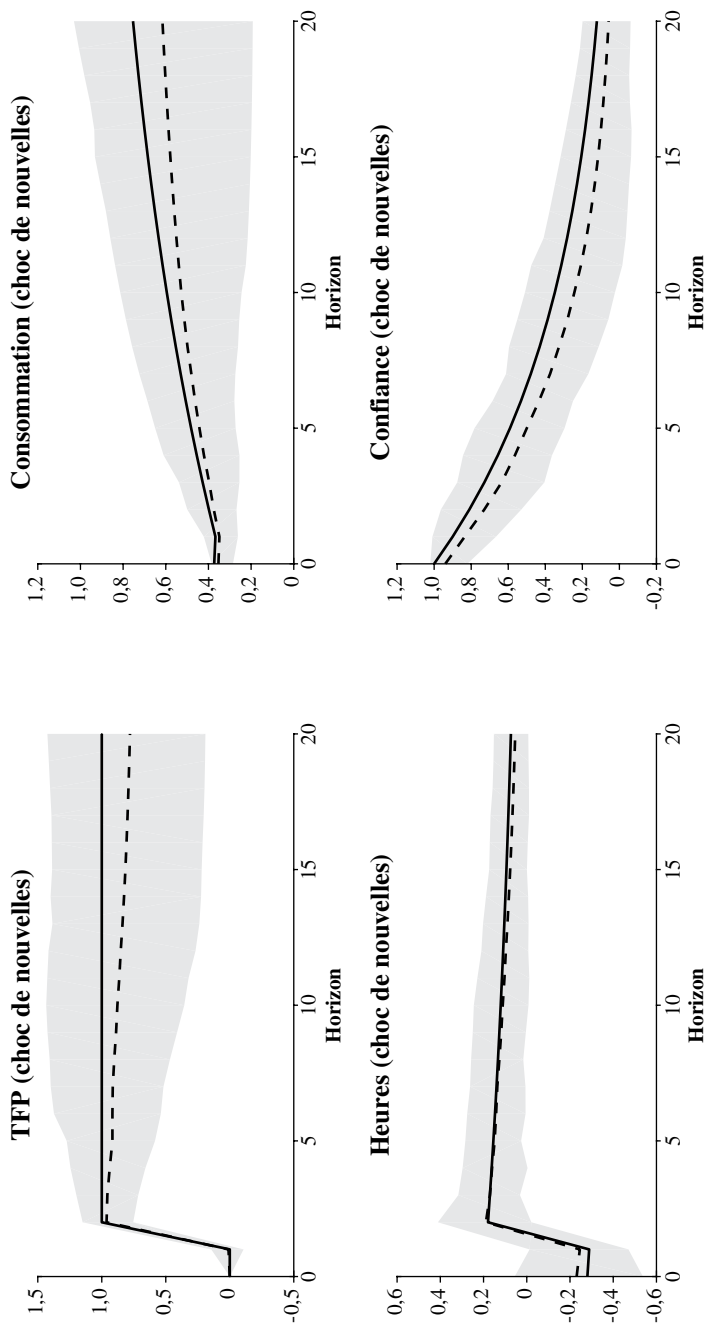 TFP (choc de nouvelles)
1,5
1,0
0,5
0
-0,5
0 5 10 15 20
Horizon
Consommation (choc de nouvelles)
1,2
1,0
0,8
0,6
0,4
0,2
0
0 5 10 15 20
Horizon
Heures (choc de nouvelles)
0,6
0,4
0,2
0
-0,2
-0,4
-0,6
0 5 10 15 20
Horizon
Confiance (choc de nouvelles)
1,2
1,0
0,8
0,6
0,4
0,2
0
-0,2
0 5 10 15 20
Horizon